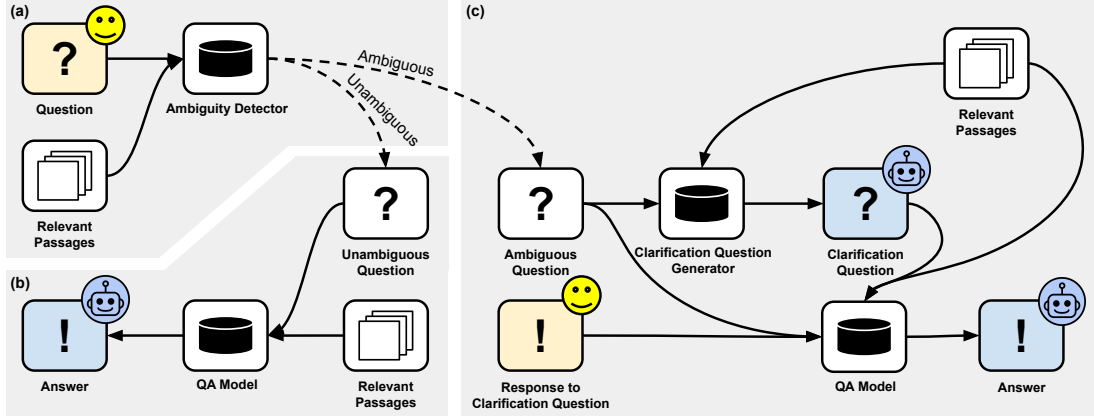 (a)
?
Question
Ambiguity Detector
Relevant
Passages
Ambiguous
Unambiguous
?
Unambiguous
Question
(b)
!
Answer
QA Model
Relevant
Passages
(c)
Relevant
Passages
?
Ambiguous
Question
Clarification Question
Generator
?
Clarification
Question
!
Response to
Clarification Question
QA Model
!
Answer